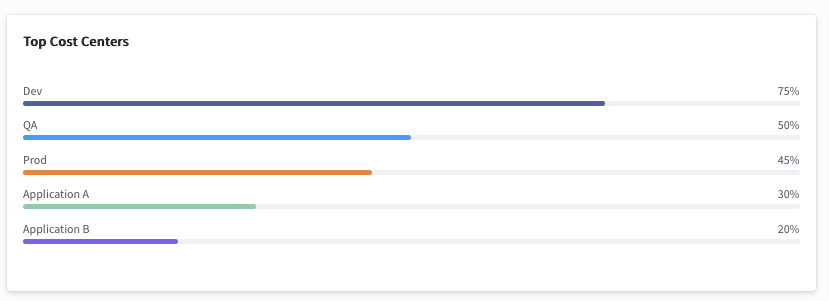 Top Cost Centers
Dev 75%
QA 50%
Prod 45%
Application A 30%
Application B 20%